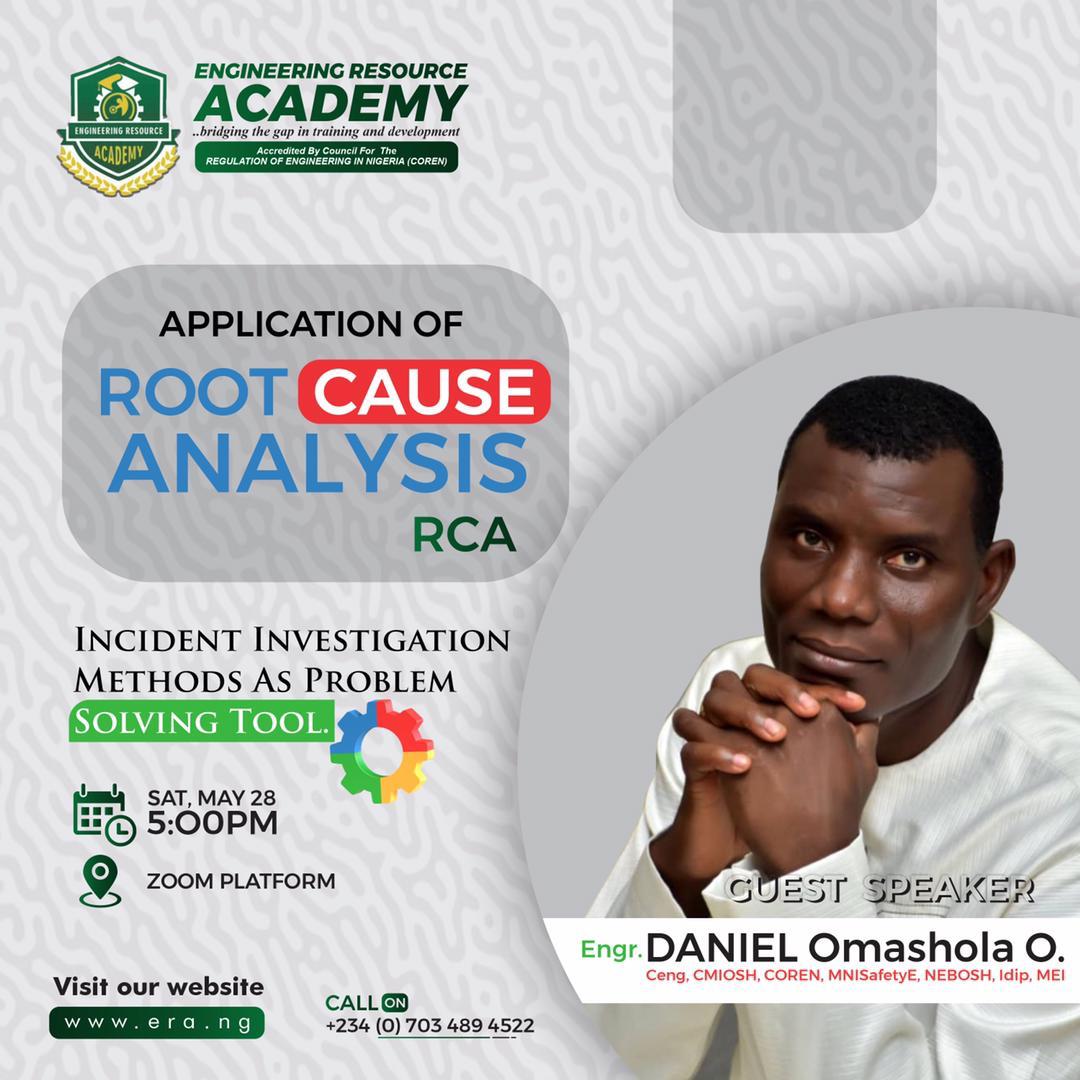 ENGINEERING RESOURCE
ACADEMY
ENGINEERING RESOURCE
ACADEMY
..bridging the gap in training and development
Accredited By Council For The
REGULATION OF ENGINEERING IN NIGERIA (COREN)
APPLICATION OF
ROOT CAUSE
ANALYSIS
RCA
INCIDENT INVESTIGATION
METHODS AS PROBLEM
SOLVING TOOL.
SAT, MAY 28
5:00PM
ZOOM PLATFORM
GUEST SPEAKER
Engr. DANIEL Omashola O.
Ceng, CMIOSH, COREN, MNISafetyE, NEBOSH, Idip, MEI
Visit our website
www.era.ng
CALL ON
+234 (0) 703 489 4522